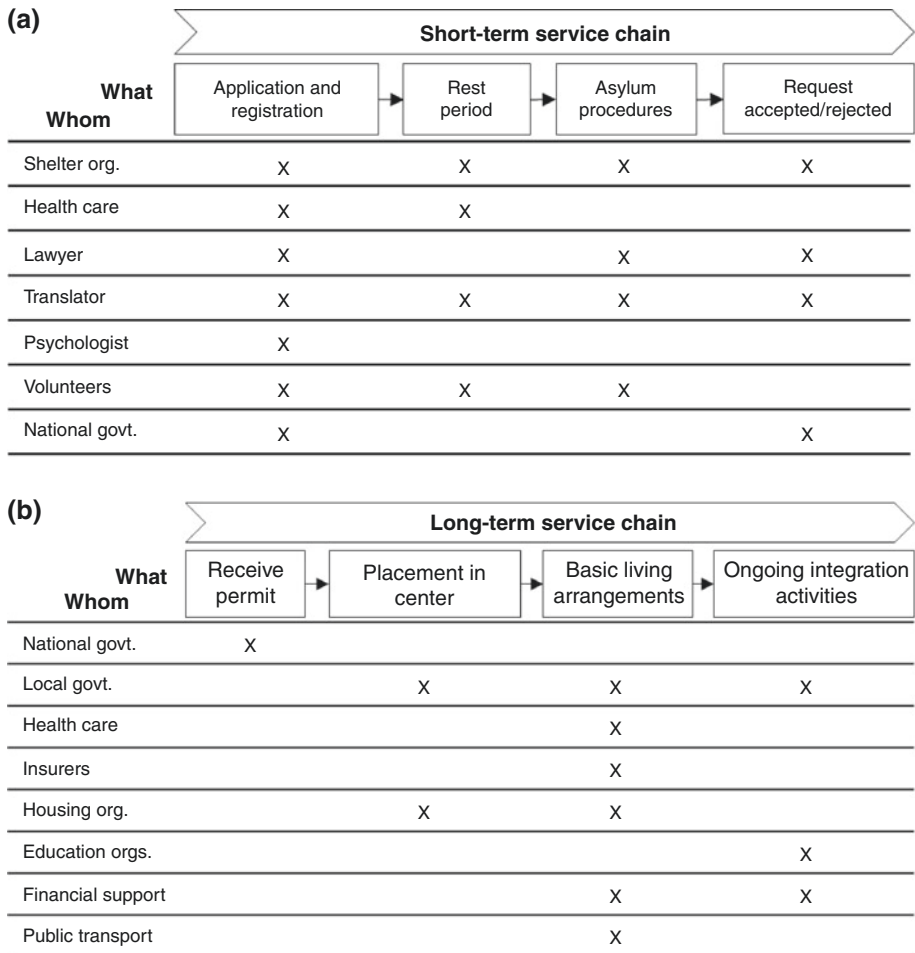 (a)
Short-term service chain
What
Whom
Application and
registration
Rest
period
Asylum
procedures
Request
accepted/rejected
Shelter org. X X X X
Health care X X
Lawyer X X X
Translator X X X X
Psychologist X
Volunteers X X X
National govt. X X
(b)
Long-term service chain
What
Whom
Receive
permit
Placement in
center
Basic living
arrangements
Ongoing integration
activities
National govt. X
Local govt. X X X
Health care X
Insurers X
Housing org. X X
Education orgs. X
Financial support X X
Public transport X